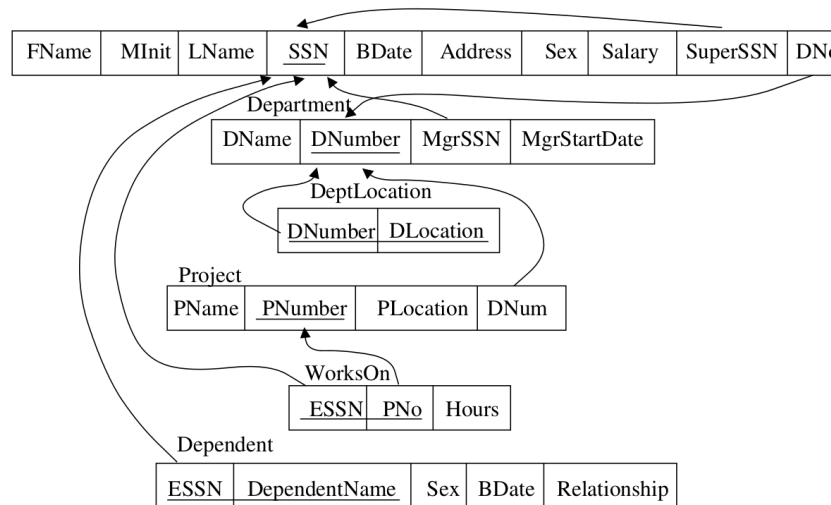 FName MInit LName SSN BDate Address Sex Salary SuperSSN
Department
DName DNumber MgrSSN MgrStartDate
DeptLocation
DNumber DLocation
Project
PName PNumber PLocation DNum
WorksOn
ESSN PNo Hours
Dependent
ESSN DependentName Sex BDate Relationship